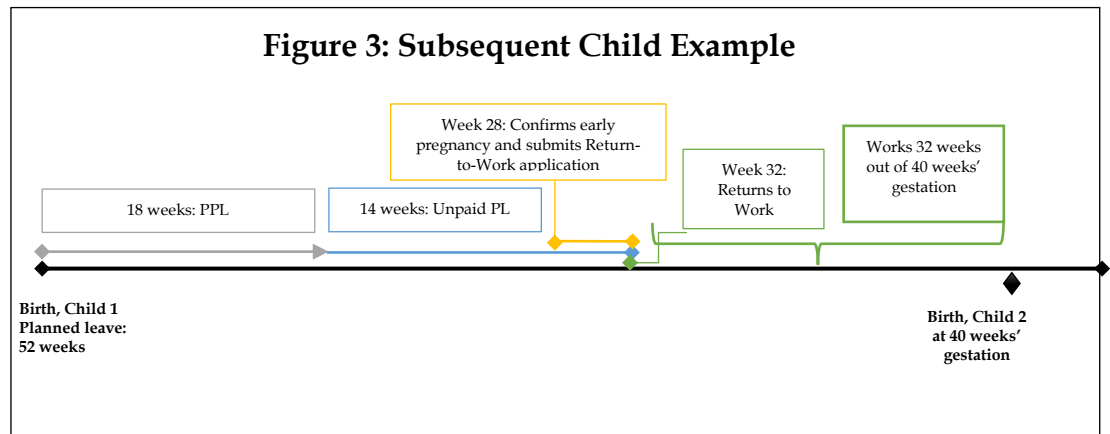 Figure 3: Subsequent Child Example
Week 28: Confirms early
pregnancy and submits Return-
to-Work application
Works 32 weeks
out of 40 weeks'
gestation
Week 32:
Returns to
Work
18 weeks: PPL
14 weeks: Unpaid PL
Birth, Child 1
Planned leave:
52 weeks
Birth, Child 2
at 40 weeks'
gestation